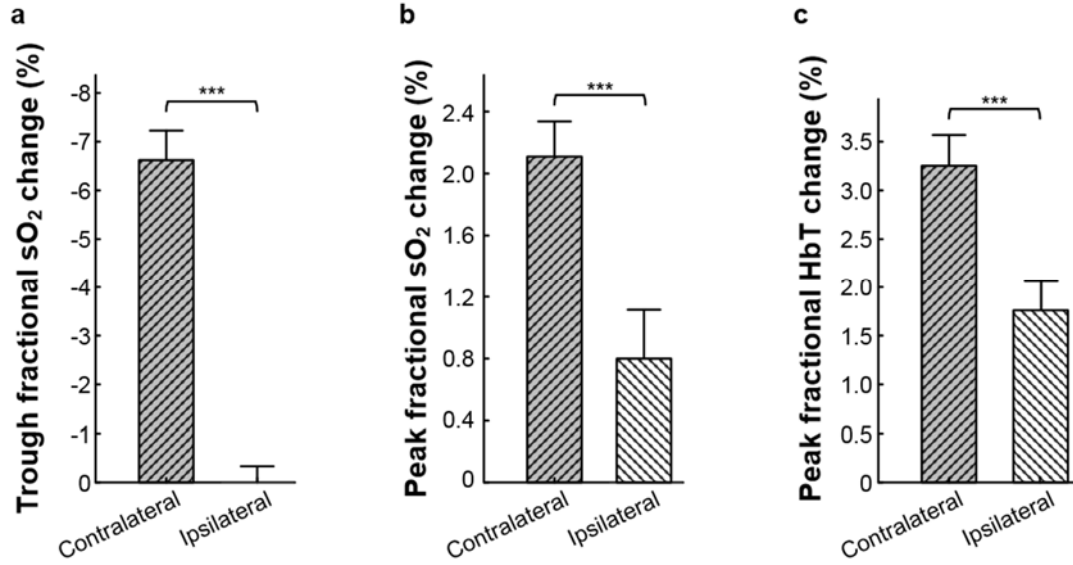 a
Trough fractional sO₂ change (%)
-8
-7
-6
-5
-4
-3
-2
-1
0
***
Contralateral
Ipsilateral
b
Peak fractional sO₂ change (%)
2.4
2.0
1.6
1.2
0.8
0.4
0
***
Contralateral
Ipsilateral
c
Peak fractional HbT change (%)
3.5
3.0
2.5
2.0
1.5
1.0
0.5
0
***
Contralateral
Ipsilateral